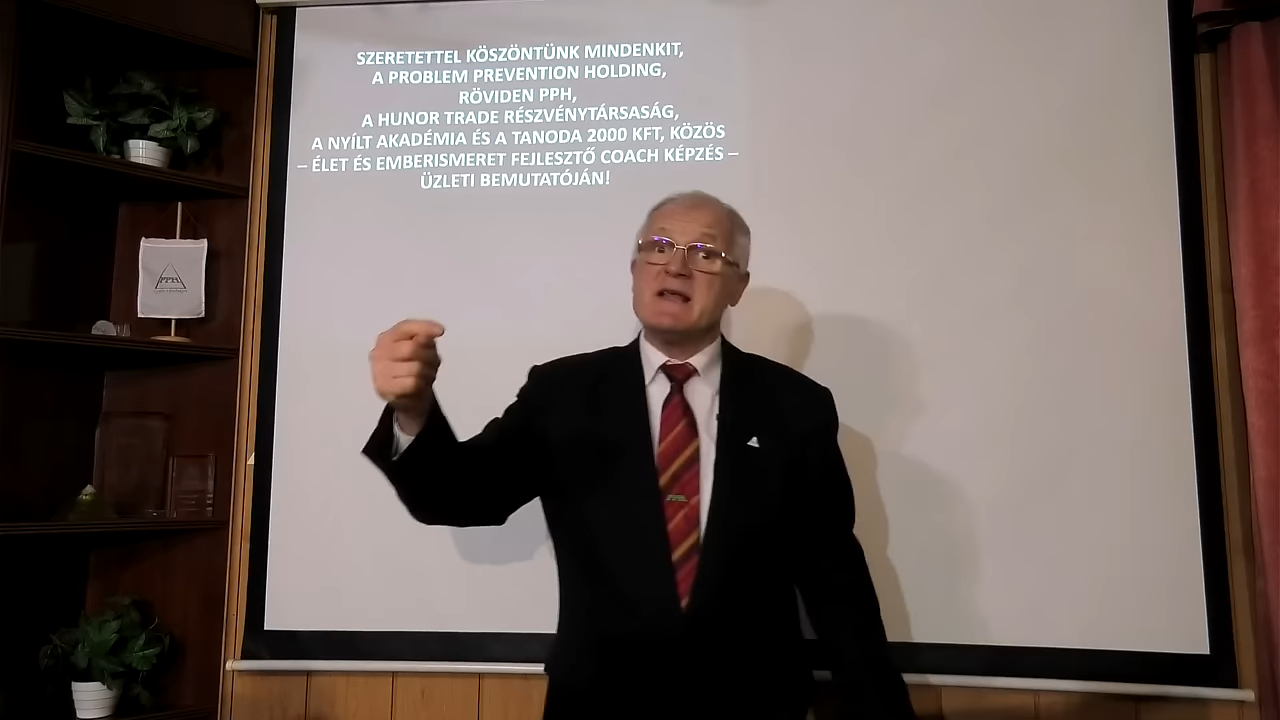 SZERETETTEL KÖSZÖNTÜNK MINDENKIT,
A PROBLEM PREVENTION HOLDING,
RÖVIDEN PPH,
A HUNOR TRADE RÉSZVÉNYTÁRSASÁG,
A NYÍLT AKADÉMIA ÉS A TANODA 2000 KFT, KÖZÖS
– ÉLET ÉS EMBERISMERET FEJLESZTŐ COACH KÉPZÉS –
ÜZLETI BEMUTATÓJÁN!
PPH